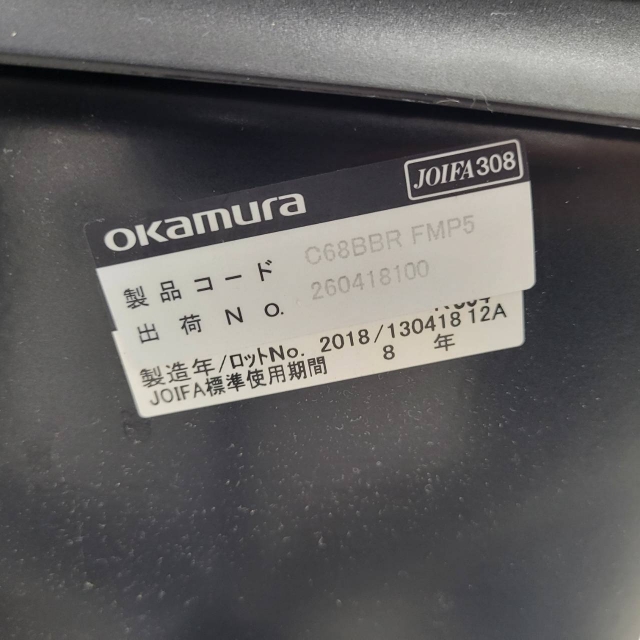 okamura JOIFA308
製品コード C68BBR FMP5
出荷No. 260418100
製造年/ロットNo. 2018/130418 12A
JOIFA標準使用期間 8年